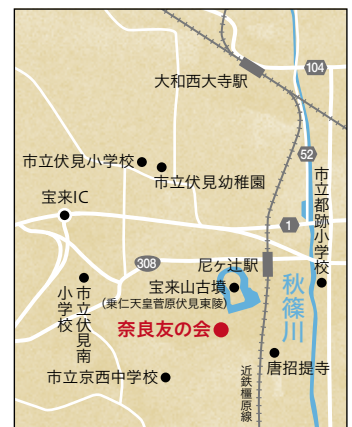 104
大和西大寺駅
52
市立伏見小学校
市立伏見幼稚園
市立都跡小学校
宝来IC
1
308
尼ヶ辻駅
宝来山古墳
(垂仁天皇菅原伏見東陵)
秋篠川
市立伏見南
小学校
奈良友の会
唐招提寺
市立京西中学校
近鉄橿原線